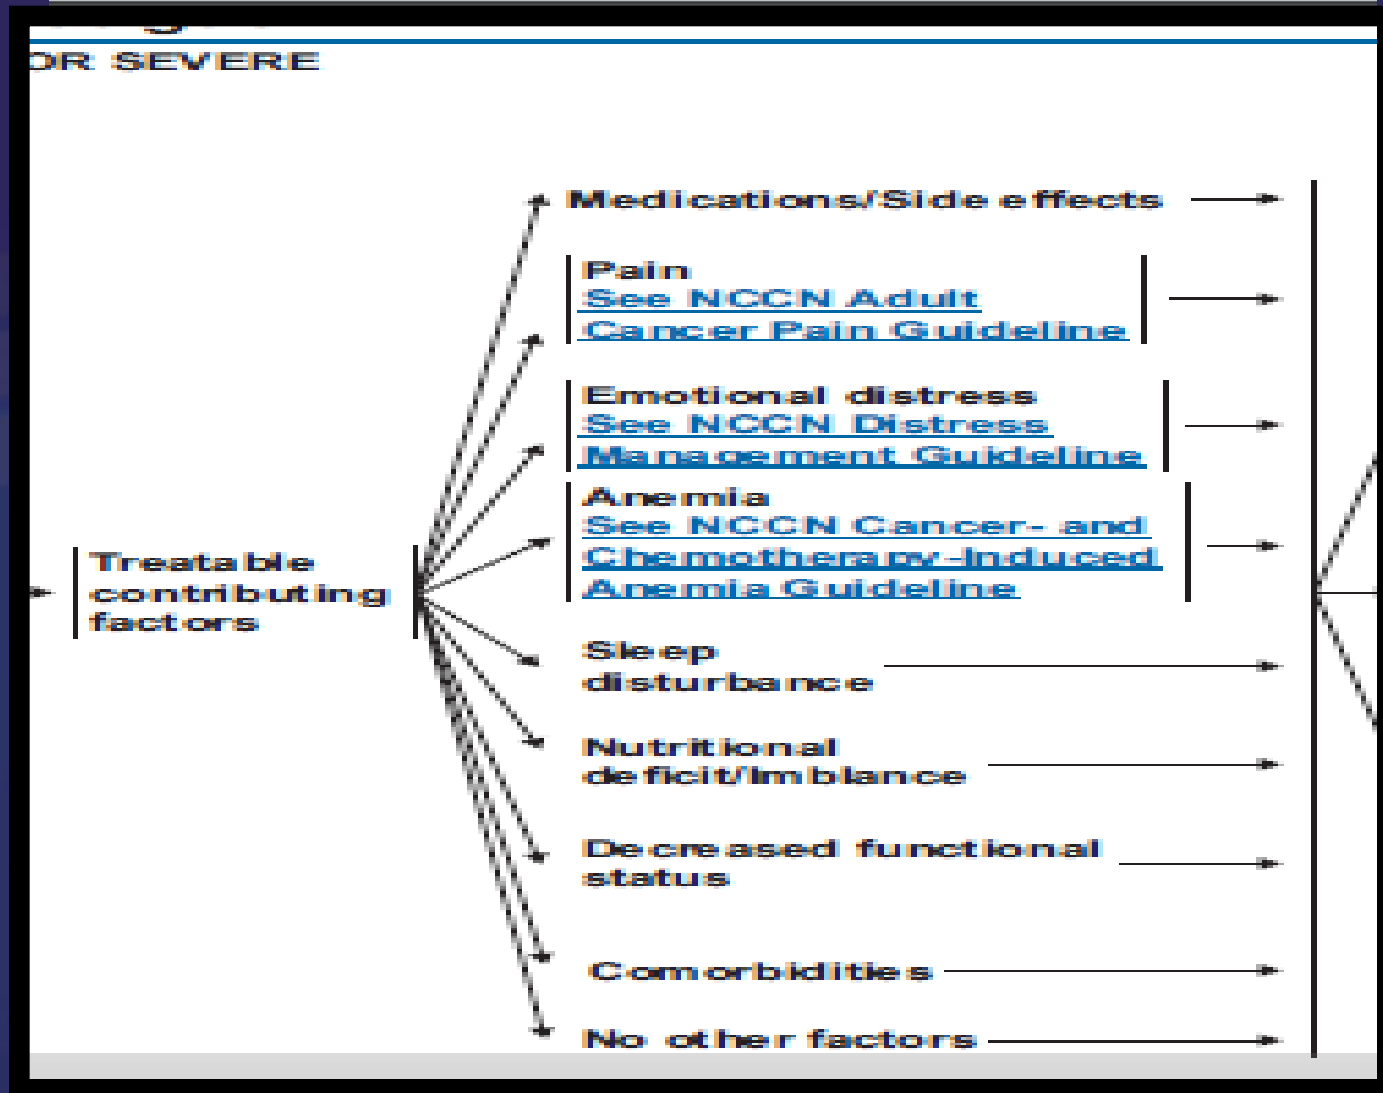 OR SEVERE
Medications/Side effects
Pain
See NCCN Adult
Cancer Pain Guideline
Emotional distress
See NCCN Distress
Management Guideline
Anemia
See NCCN Cancer- and
Chemotherapy-Induced
Anemia Guideline
Treatable
contributing
factors
Sleep
disturbance
Nutritional
deficit/imblance
Decreased functional
status
Comorbidities
No other factors